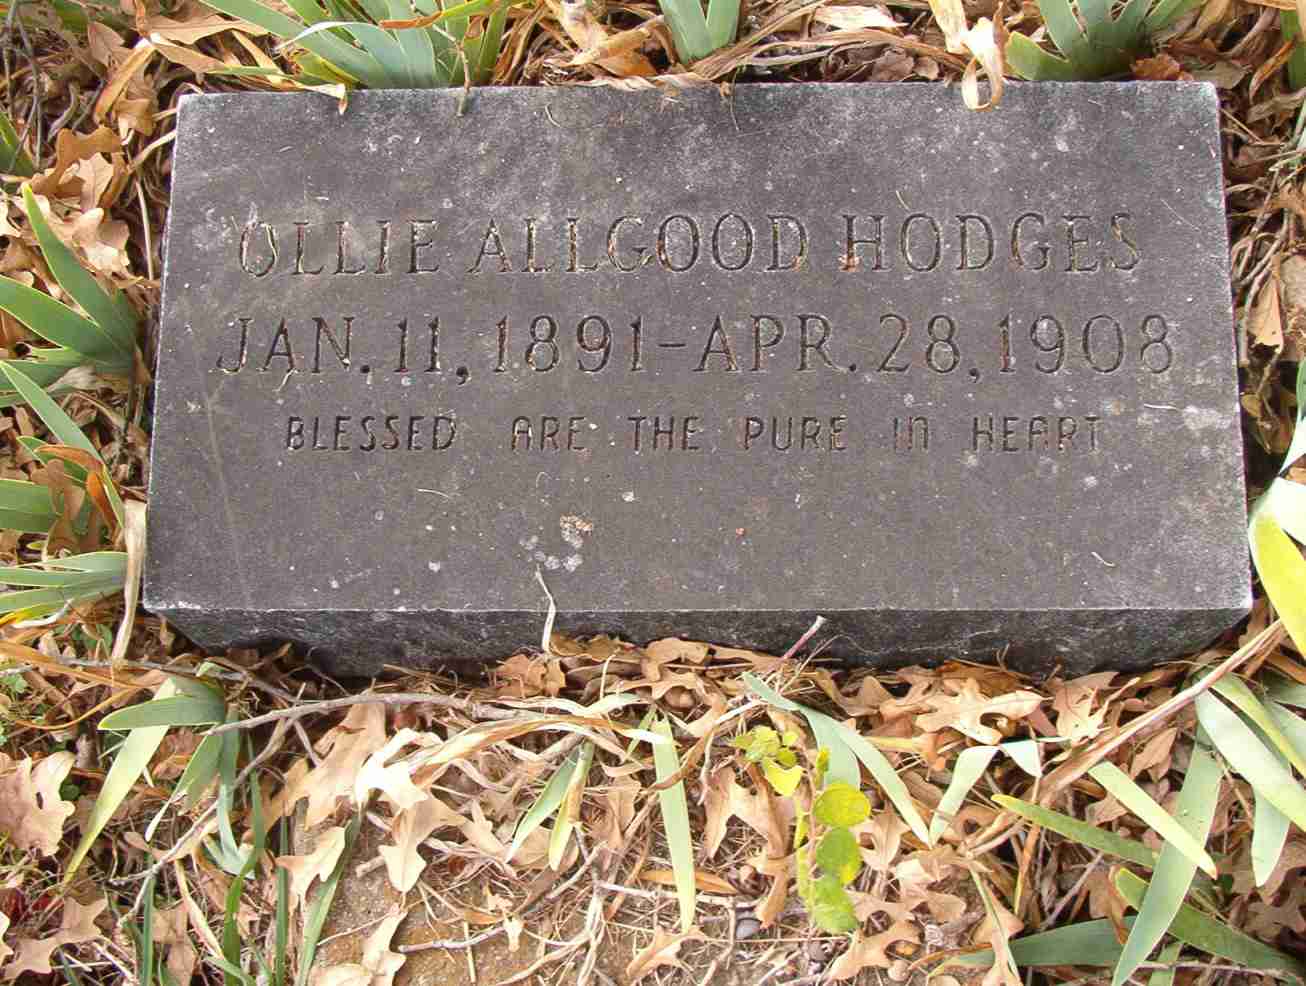 OLLIE ALLGOOD HODGES
JAN. 11, 1891-APR. 28, 1908
BLESSED ARE THE PURE IN HEART